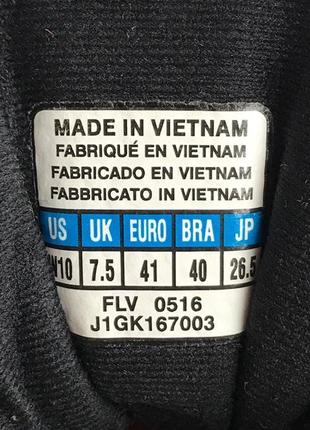 MADE IN VIETNAM
FABRIQUÉ EN VIETNAM
FABRICADO EN VIETNAM
FABBRICATO IN VIETNAM
US UK EURO BRA JP
W10 7.5 41 40 26.5
FLV 0516
J1GK167003